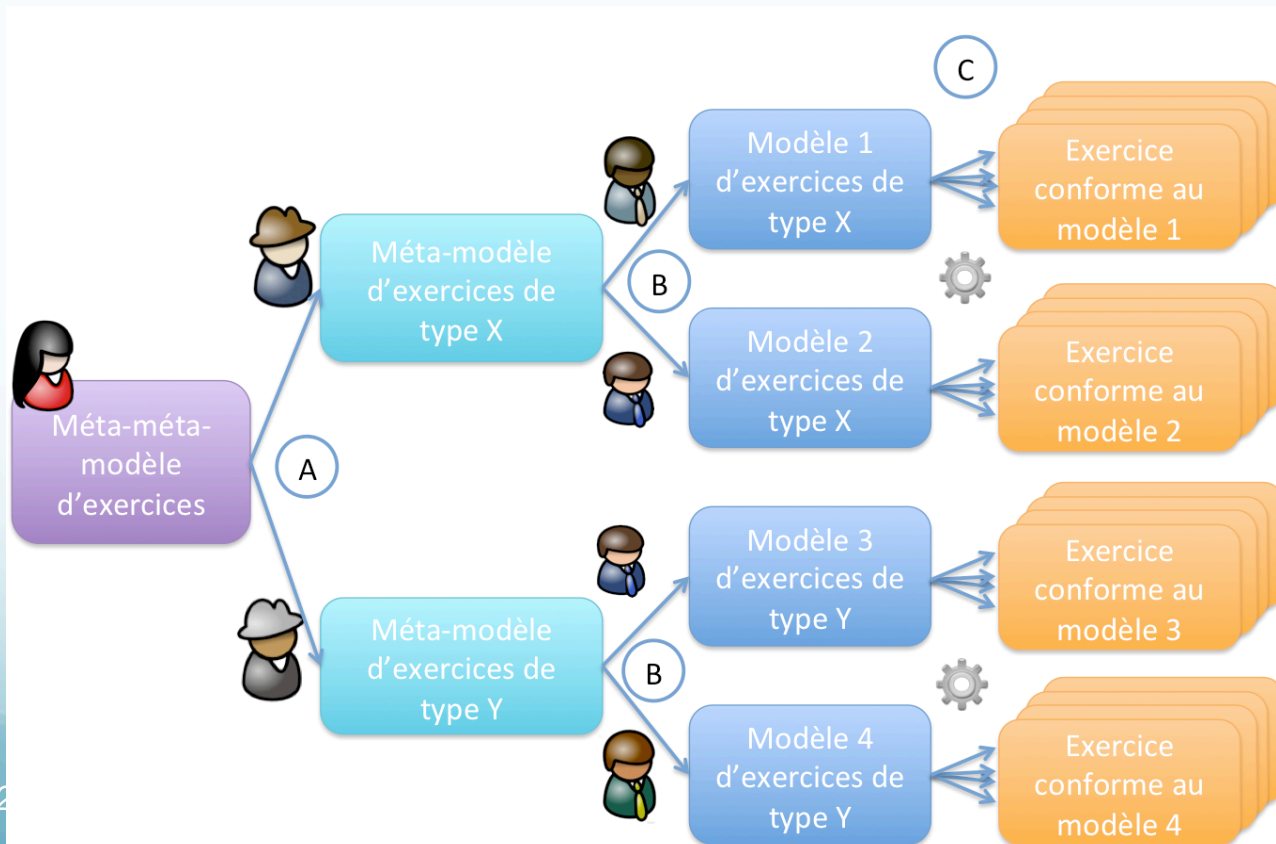 C
Modèle 1
d'exercices de
type X
Exercice
conforme au
modèle 1
Méta-modèle
d'exercices de
type X
B
Modèle 2
d'exercices de
type X
Exercice
conforme au
modèle 2
Méta-méta-
modèle
d'exercices
A
Modèle 3
d'exercices de
type Y
Exercice
conforme au
modèle 3
Méta-modèle
d'exercices de
type Y
B
Modèle 4
d'exercices de
type Y
Exercice
conforme au
modèle 4
2